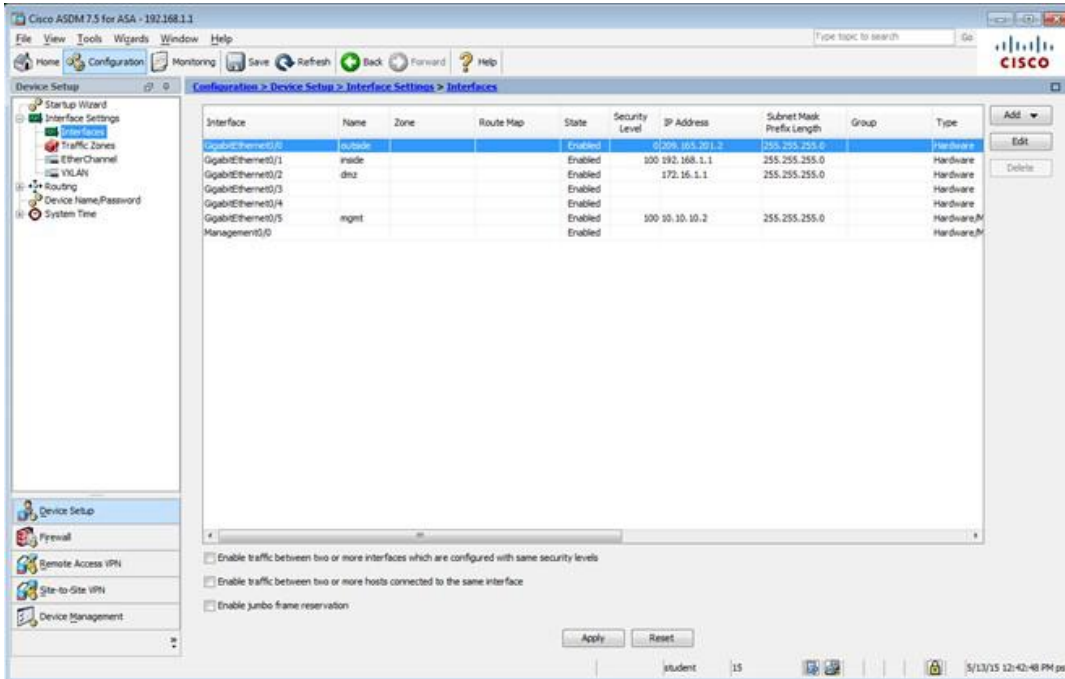 Cisco ASDM 7.5 for ASA - 192.168.1.1
File View Tools Wizards Window Help
Type topic to search Go
Home Configuration Monitoring Save Refresh Back Forward Help
CISCO
Device Setup
Configuration > Device Setup > Interface Settings > Interfaces
Startup Wizard
Interface Settings
Interfaces
Traffic Zones
EtherChannel
VXLAN
Routing
Device Name/Password
System Time
Interface Name Zone Route Map State Security Level IP Address Subnet Mask Prefix Length Group Type
GigabitEthernet0/0 outside Enabled 0 209.165.201.2 255.255.255.0 Hardware
GigabitEthernet0/1 inside Enabled 100 192.168.1.1 255.255.255.0 Hardware
GigabitEthernet0/2 dmz Enabled 172.16.1.1 255.255.255.0 Hardware
GigabitEthernet0/3 Enabled Hardware
GigabitEthernet0/4 Enabled Hardware
GigabitEthernet0/5 mgmt Enabled 100 10.10.10.2 255.255.255.0 Hardware/M
Management0/0 Enabled Hardware/M
Add
Edit
Delete
Device Setup
Firewall
Remote Access VPN
Site-to-Site VPN
Device Management
Enable traffic between two or more interfaces which are configured with same security levels
Enable traffic between two or more hosts connected to the same interface
Enable jumbo frame reservation
Apply Reset
student 15 5/13/15 12:42:48 PM